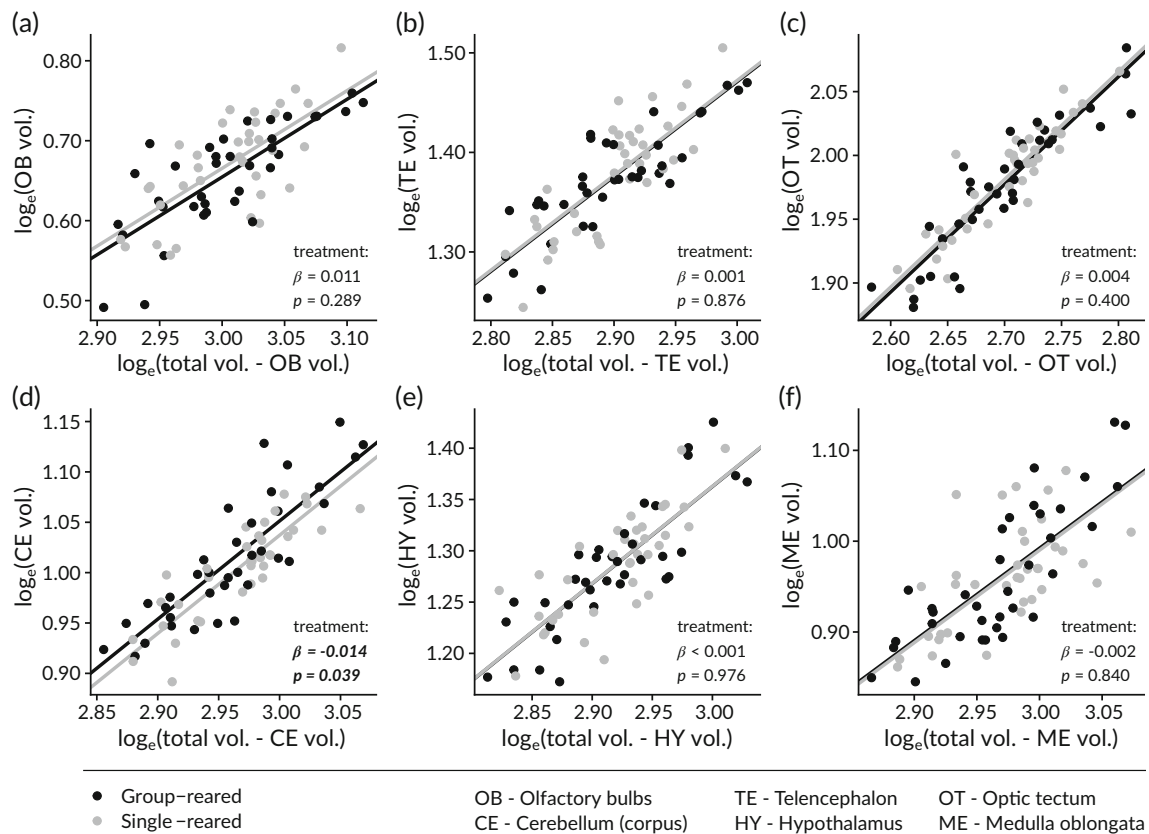 (a)
0.80
0.70
0.60
0.50
logₑ(OB vol.)
treatment:
β = 0.011
p = 0.289
2.90 2.95 3.00 3.05 3.10
logₑ(total vol. - OB vol.)
(b)
1.50
1.40
1.30
logₑ(TE vol.)
treatment:
β = 0.001
p = 0.876
2.80 2.85 2.90 2.95 3.00
logₑ(total vol. - TE vol.)
(c)
2.05
2.00
1.95
1.90
logₑ(OT vol.)
treatment:
β = 0.004
p = 0.400
2.60 2.65 2.70 2.75 2.80
logₑ(total vol. - OT vol.)
(d)
1.15
1.10
1.05
1.00
0.95
0.90
logₑ(CE vol.)
treatment:
β = -0.014
p = 0.039
2.85 2.90 2.95 3.00 3.05
logₑ(total vol. - CE vol.)
(e)
1.40
1.35
1.30
1.25
1.20
logₑ(HY vol.)
treatment:
β < 0.001
p = 0.976
2.85 2.90 2.95 3.00
logₑ(total vol. - HY vol.)
(f)
1.10
1.00
0.90
logₑ(ME vol.)
treatment:
β = -0.002
p = 0.840
2.90 2.95 3.00 3.05
logₑ(total vol. - ME vol.)
Group−reared
Single−reared
OB - Olfactory bulbs
CE - Cerebellum (corpus)
TE - Telencephalon
HY - Hypothalamus
OT - Optic tectum
ME - Medulla oblongata